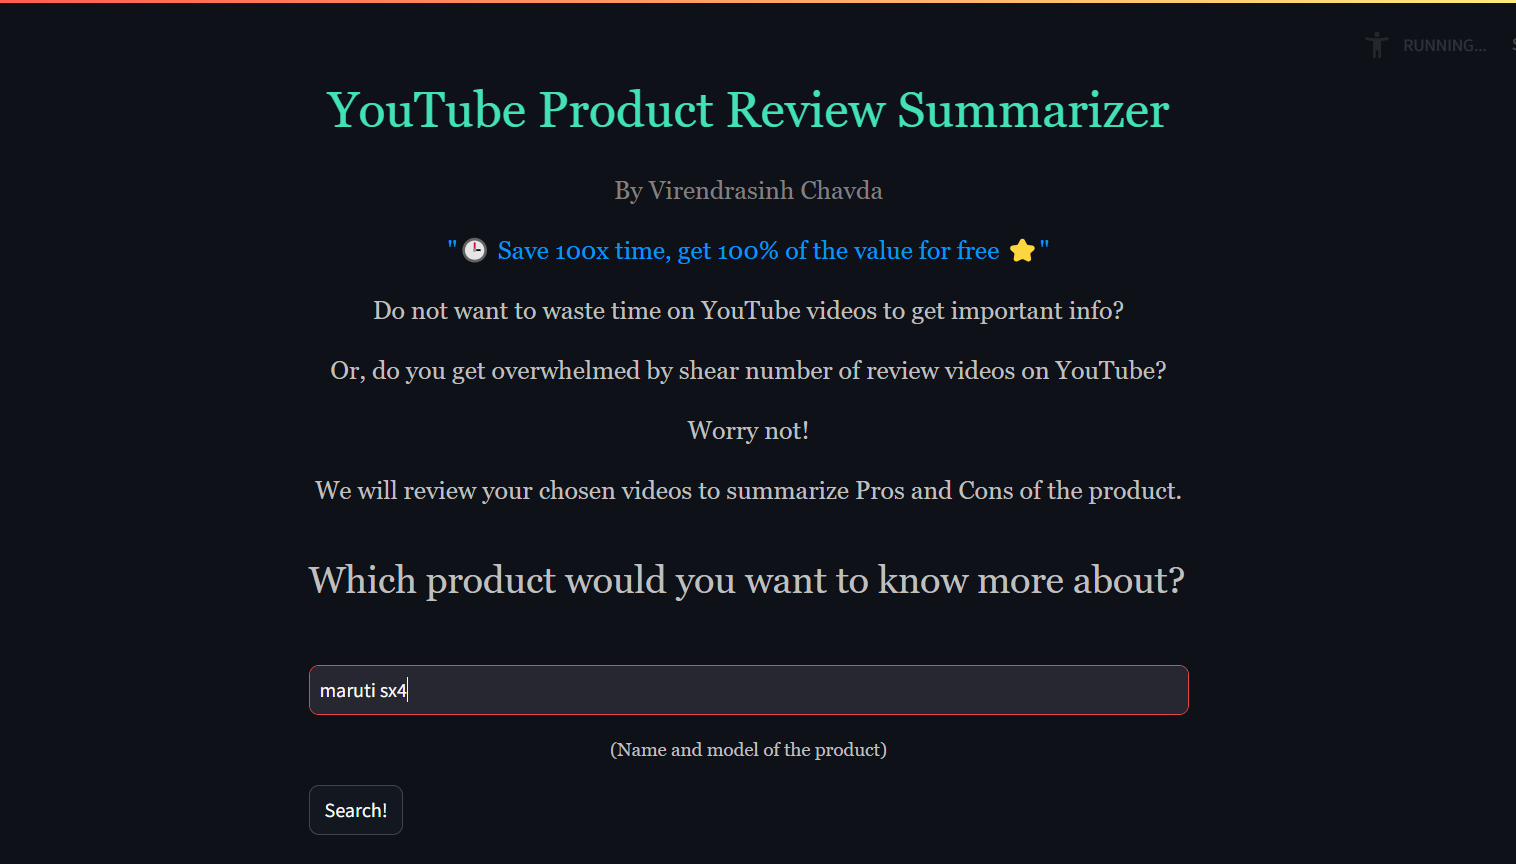 RUNNING...
YouTube Product Review Summarizer
By Virendrasinh Chavda
"🕒 Save 100x time, get 100% of the value for free ⭐"
Do not want to waste time on YouTube videos to get important info?
Or, do you get overwhelmed by shear number of review videos on YouTube?
Worry not!
We will review your chosen videos to summarize Pros and Cons of the product.
Which product would you want to know more about?
maruti sx4
(Name and model of the product)
Search!